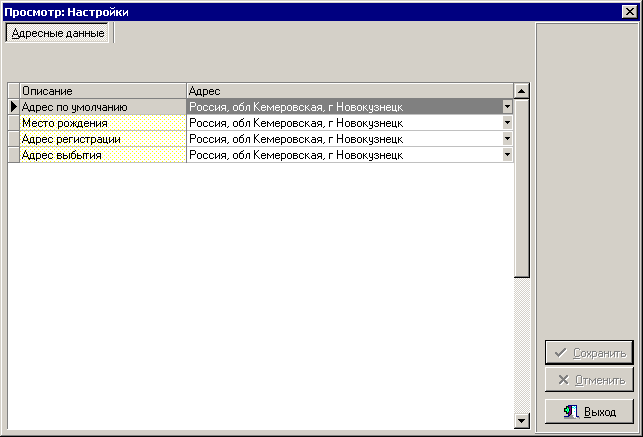 Просмотр: Настройки
Адресные данные
Описание Адрес
Адрес по умолчанию Россия, обл Кемеровская, г Новокузнецк
Место рождения Россия, обл Кемеровская, г Новокузнецк
Адрес регистрации Россия, обл Кемеровская, г Новокузнецк
Адрес выбытия Россия, обл Кемеровская, г Новокузнецк
Сохранить
Отменить
Выход